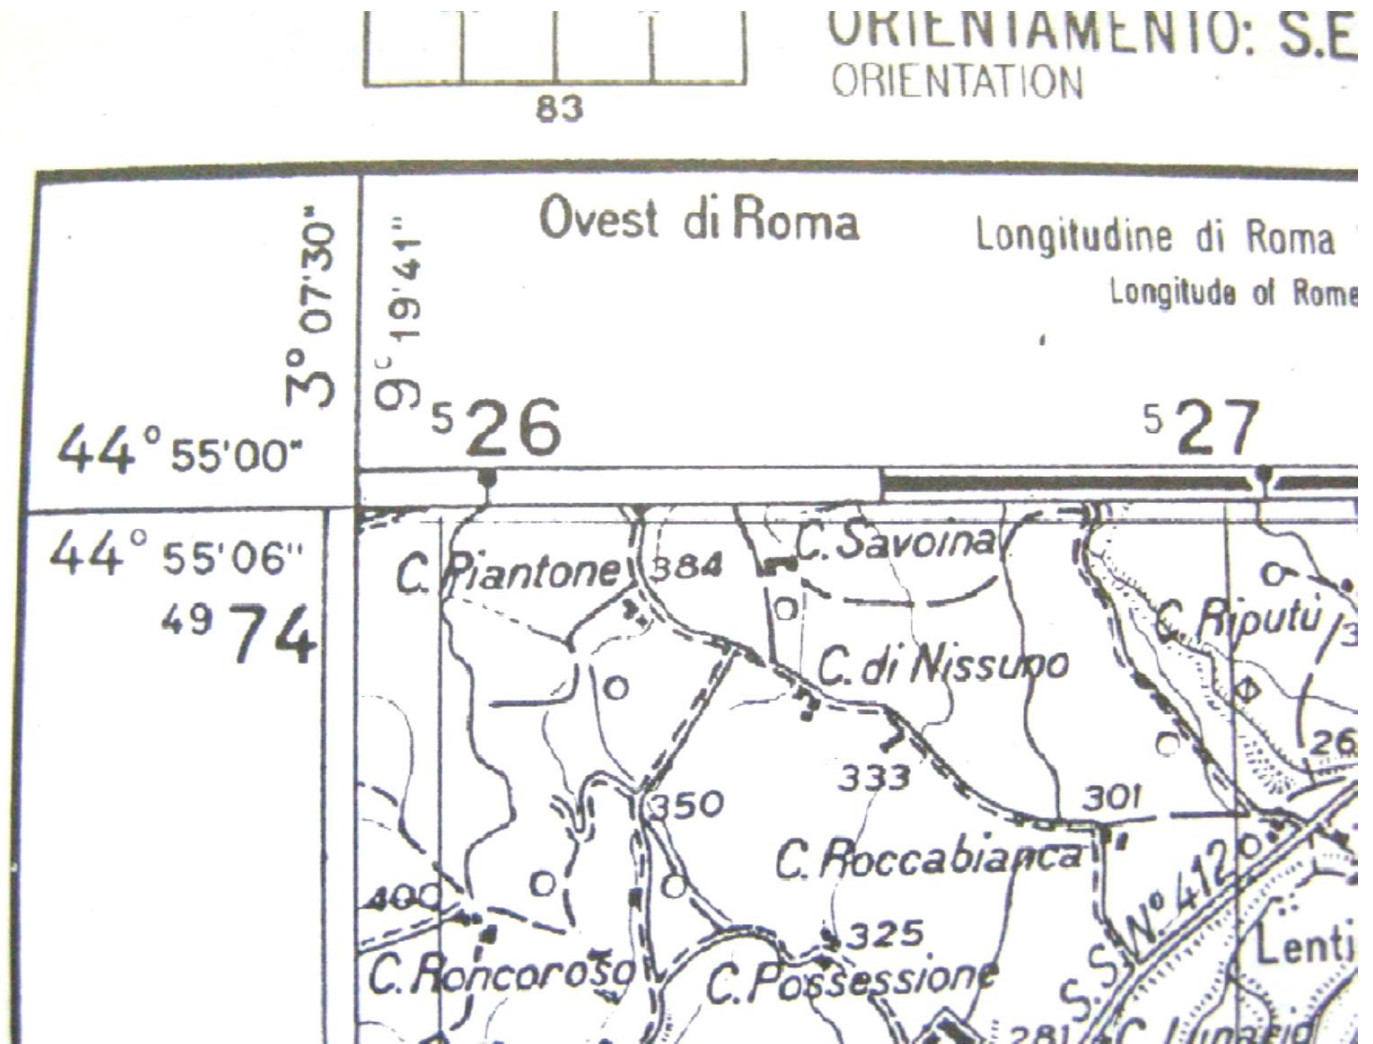 83
ORIENTAMENTO: S.E
ORIENTATION
Ovest di Roma
Longitudine di Roma
Longitude of Rome
3° 07'30"
9° 19'41"
44° 55'00"
⁵26
⁵27
44° 55'06"
⁴⁹74
C. Piantone
384
C. Savoina
C. Riputù
C. di Nissuno
333
26
350
301
C. Roccabianca
Nº 412
400
325
Lenti
C. Roncoroso
C. Possessione
S.S.
281
C. Lunario